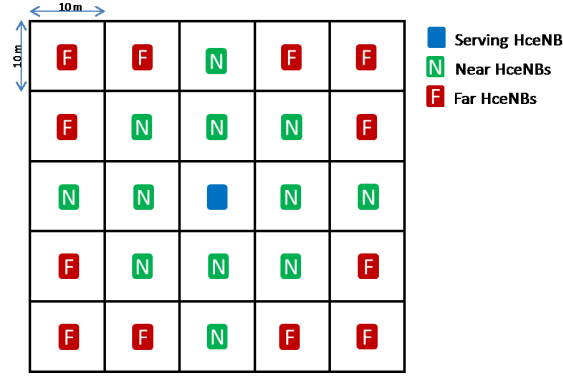 10 m
10 m
F F N F F
F N N N F
N N N N
F N N N F
F F N F F
Serving HceNB
N Near HceNBs
F Far HceNBs